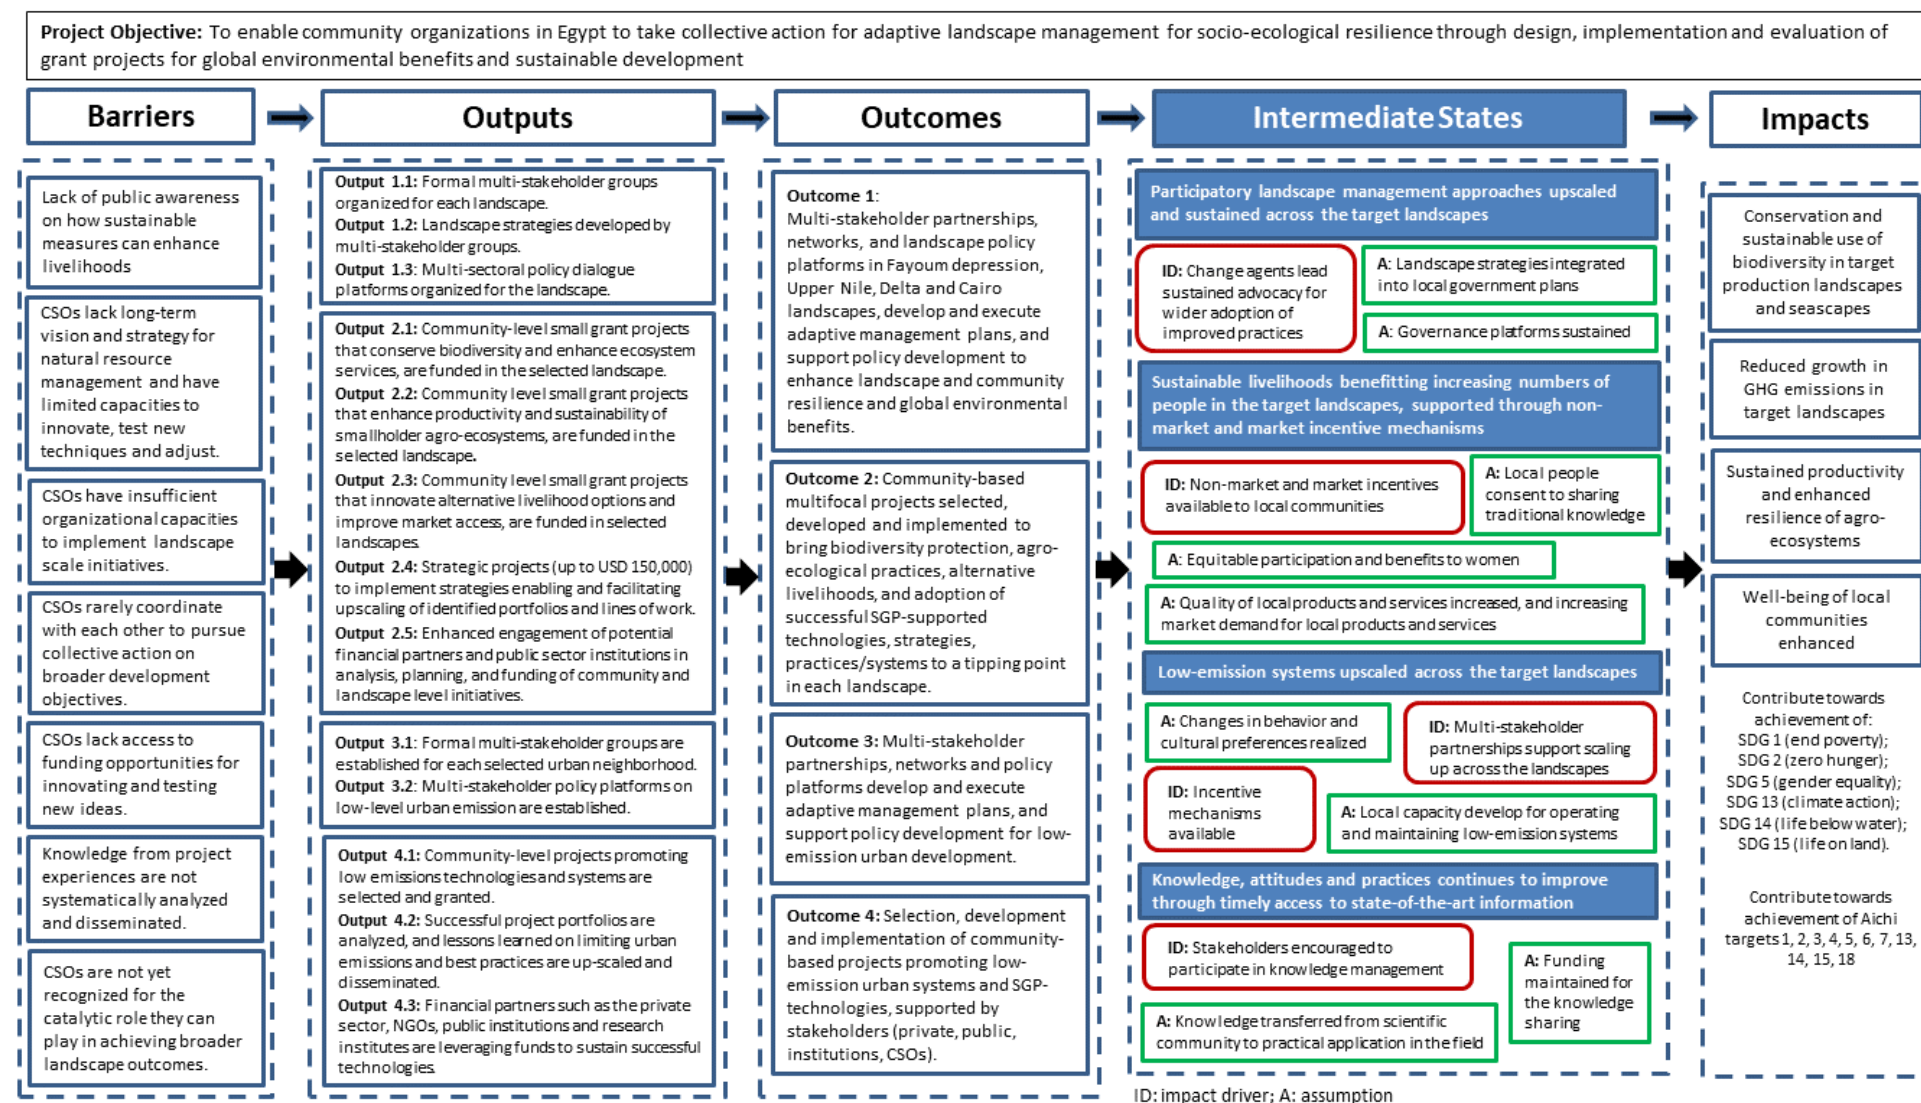 Project Objective: To enable community organizations in Egypt to take collective action for adaptive landscape management for socio-ecological resilience through design, implementation and evaluation of
grant projects for global environmental benefits and sustainable development
Barriers
Outputs
Outcomes
Intermediate States
Impacts
Lack of public awareness
on how sustainable
measures can enhance
livelihoods
CSOs lack long-term
vision and strategy for
natural resource
management and have
limited capacities to
innovate, test new
techniques and adjust.
CSOs have insufficient
organizational capacities
to implement landscape
scale initiatives.
CSOs rarely coordinate
with each other to pursue
collective action on
broader development
objectives.
CSOs lack access to
funding opportunities for
innovating and testing
new ideas.
Knowledge from project
experiences are not
systematically analyzed
and disseminated.
CSOs are not yet
recognized for the
catalytic role they can
play in achieving broader
landscape outcomes.
Output 1.1: Formal multi-stakeholder groups
organized for each landscape.
Output 1.2: Landscape strategies developed by
multi-stakeholder groups.
Output 1.3: Multi-sectoral policy dialogue
platforms organized for the landscape.
Output 2.1: Community-level small grant projects
that conserve biodiversity and enhance ecosystem
services, are funded in the selected landscape.
Output 2.2: Community level small grant projects
that enhance productivity and sustainability of
smallholder agro-ecosystems, are funded in the
selected landscape.
Output 2.3: Community level small grant projects
that innovate alternative livelihood options and
improve market access, are funded in selected
landscapes.
Output 2.4: Strategic projects (up to USD 150,000)
to implement strategies enabling and facilitating
upscaling of identified portfolios and lines of work.
Output 2.5: Enhanced engagement of potential
financial partners and public sector institutions in
analysis, planning, and funding of community and
landscape level initiatives.
Output 3.1: Formal multi-stakeholder groups are
established for each selected urban neighborhood.
Output 3.2: Multi-stakeholder policy platforms on
low-level urban emission are established.
Output 4.1: Community-level projects promoting
low emissions technologies and systems are
selected and granted.
Output 4.2: Successful project portfolios are
analyzed, and lessons learned on limiting urban
emissions and best practices are up-scaled and
disseminated.
Output 4.3: Financial partners such as the private
sector, NGOs, public institutions and research
institutes are leveraging funds to sustain successful
technologies.
Outcome 1:
Multi-stakeholder partnerships,
networks, and landscape policy
platforms in Fayoum depression,
Upper Nile, Delta and Cairo
landscapes, develop and execute
adaptive management plans, and
support policy development to
enhance landscape and community
resilience and global environmental
benefits.
Outcome 2: Community-based
multifocal projects selected,
developed and implemented to
bring biodiversity protection, agro-
ecological practices, alternative
livelihoods, and adoption of
successful SGP-supported
technologies, strategies,
practices/systems to a tipping point
in each landscape.
Outcome 3: Multi-stakeholder
partnerships, networks and policy
platforms develop and execute
adaptive management plans, and
support policy development for low-
emission urban development.
Outcome 4: Selection, development
and implementation of community-
based projects promoting low-
emission urban systems and SGP-
technologies, supported by
stakeholders (private, public,
institutions, CSOs).
Participatory landscape management approaches upscaled
and sustained across the target landscapes
ID: Change agents lead
sustained advocacy for
wider adoption of
improved practices
A: Landscape strategies integrated
into local government plans
A: Governance platforms sustained
Sustainable livelihoods benefitting increasing numbers of
people in the target landscapes, supported through non-
market and market incentive mechanisms
ID: Non-market and market incentives
available to local communities
A: Local people
consent to sharing
traditional knowledge
A: Equitable participation and benefits to women
A: Quality of local products and services increased, and increasing
market demand for local products and services
Low-emission systems upscaled across the target landscapes
A: Changes in behavior and
cultural preferences realized
ID: Multi-stakeholder
partnerships support scaling
up across the landscapes
ID: Incentive
mechanisms
available
A: Local capacity develop for operating
and maintaining low-emission systems
Knowledge, attitudes and practices continues to improve
through timely access to state-of-the-art information
ID: Stakeholders encouraged to
participate in knowledge management
A: Funding
maintained for
the knowledge
sharing
A: Knowledge transferred from scientific
community to practical application in the field
ID: impact driver; A: assumption
Conservation and
sustainable use of
biodiversity in target
production landscapes
and seascapes
Reduced growth in
GHG emissions in
target landscapes
Sustained productivity
and enhanced
resilience of agro-
ecosystems
Well-being of local
communities
enhanced
Contribute towards
achievement of:
SDG 1 (end poverty);
SDG 2 (zero hunger);
SDG 5 (gender equality);
SDG 13 (climate action);
SDG 14 (life below water);
SDG 15 (life on land).
Contribute towards
achievement of Aichi
targets 1, 2, 3, 4, 5, 6, 7, 13,
14, 15, 18